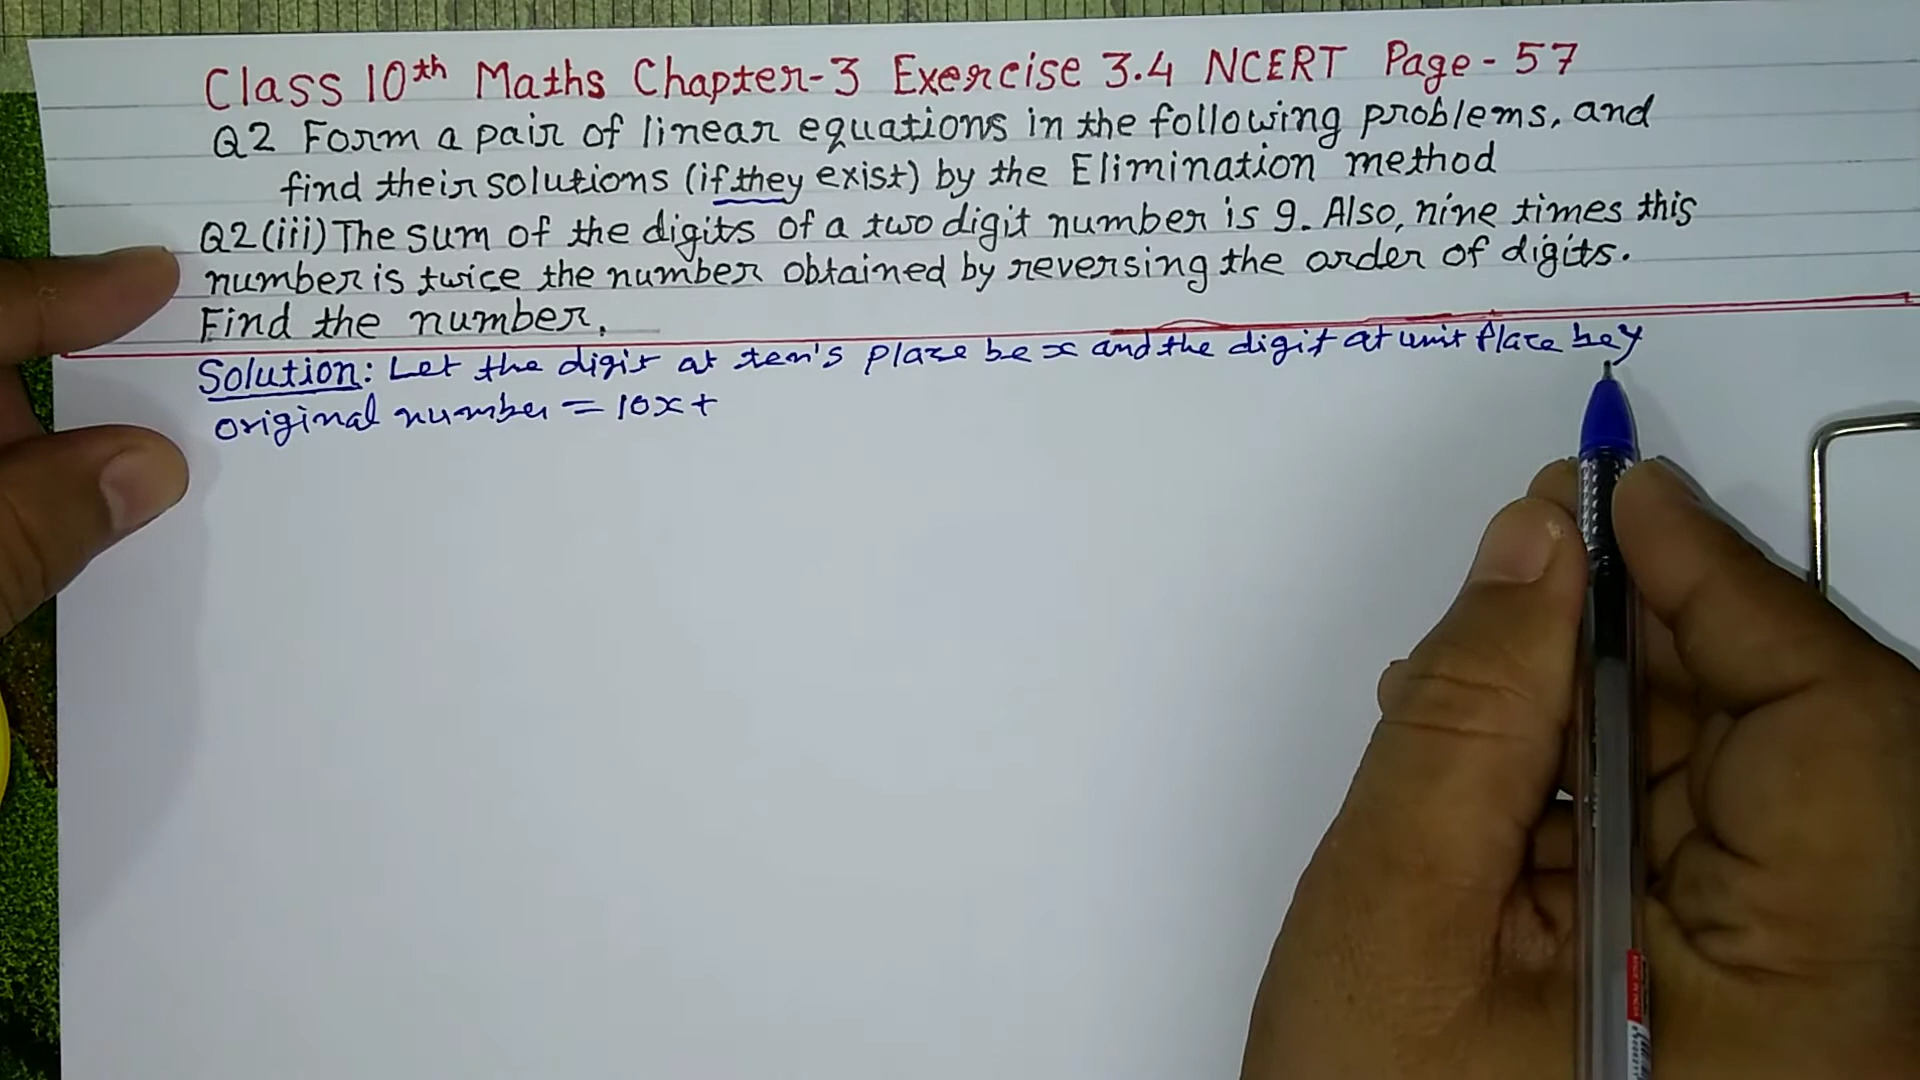 Class 10th Maths Chapter-3 Exercise 3.4 NCERT Page-57
Q2 Form a pair of linear equations in the following problems, and
find their solutions (if they exist) by the Elimination method
Q2(iii) The sum of the digits of a two digit number is 9. Also, nine times this
number is twice the number obtained by reversing the order of digits.
Find the number.
Solution: Let the digit at ten's place be x and the digit at unit place be y
original number = 10x+